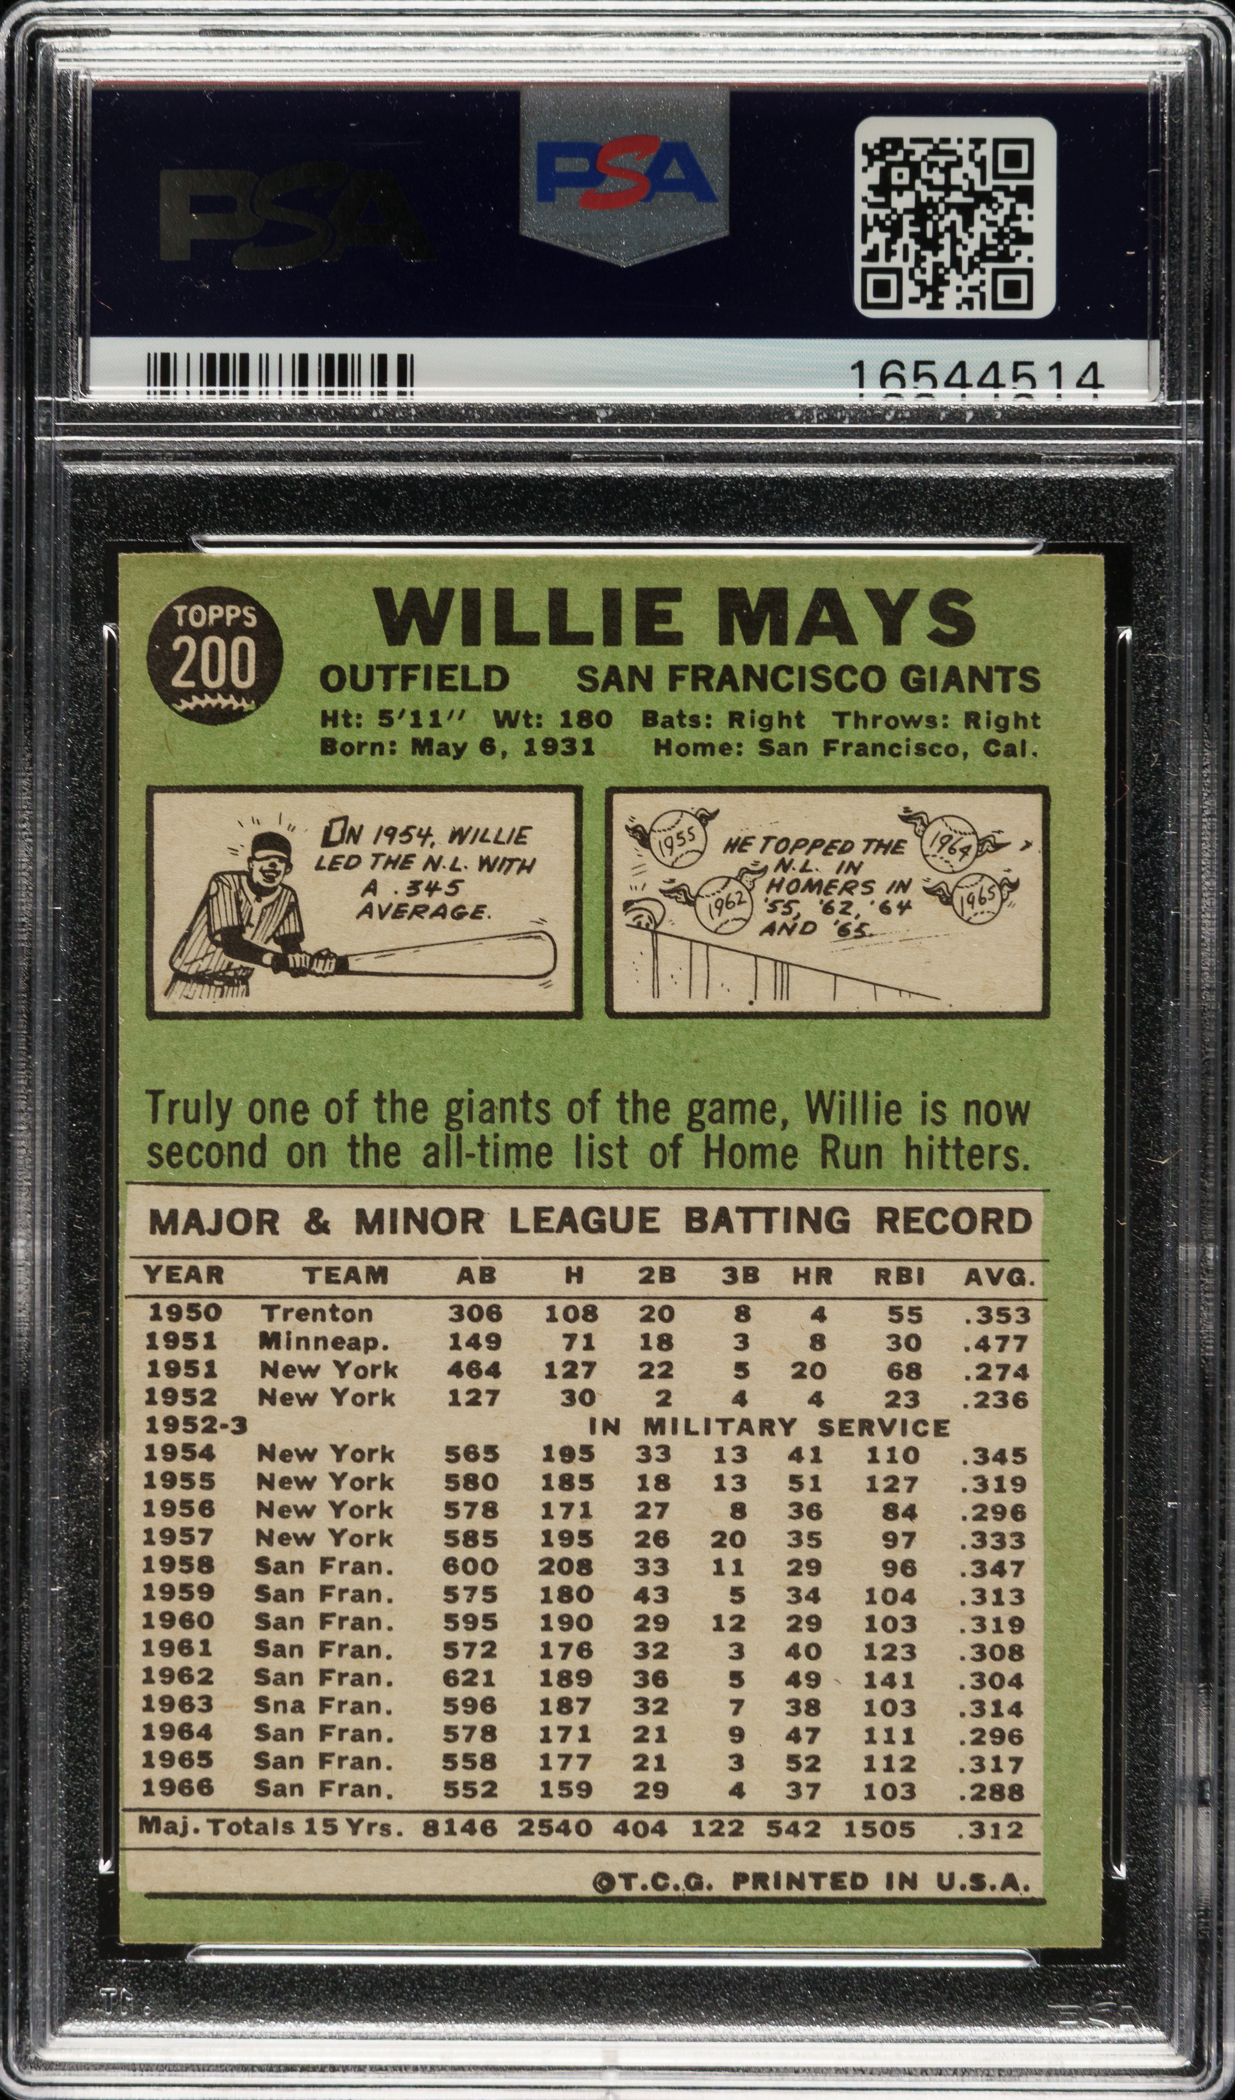 PSA
PSA
16544514
TOPPS
200
WILLIE MAYS
OUTFIELD SAN FRANCISCO GIANTS
Ht: 5'11" Wt: 180 Bats: Right Throws: Right
Born: May 6, 1931 Home: San Francisco, Cal.
IN 1954, WILLIE
LED THE N.L. WITH
A .345
AVERAGE.
1955
1964
1962
1965
HE TOPPED THE
N.L. IN
HOMERS IN
'55, '62, '64
AND '65.
Truly one of the giants of the game, Willie is now
second on the all-time list of Home Run hitters.
MAJOR & MINOR LEAGUE BATTING RECORD
YEAR TEAM AB H 2B 3B HR RBI AVG.
1950 Trenton 306 108 20 8 4 55 .353
1951 Minneap. 149 71 18 3 8 30 .477
1951 New York 464 127 22 5 20 68 .274
1952 New York 127 30 2 4 4 23 .236
1952-3 IN MILITARY SERVICE
1954 New York 565 195 33 13 41 110 .345
1955 New York 580 185 18 13 51 127 .319
1956 New York 578 171 27 8 36 84 .296
1957 New York 585 195 26 20 35 97 .333
1958 San Fran. 600 208 33 11 29 96 .347
1959 San Fran. 575 180 43 5 34 104 .313
1960 San Fran. 595 190 29 12 29 103 .319
1961 San Fran. 572 176 32 3 40 123 .308
1962 San Fran. 621 189 36 5 49 141 .304
1963 Sna Fran. 596 187 32 7 38 103 .314
1964 San Fran. 578 171 21 9 47 111 .296
1965 San Fran. 558 177 21 3 52 112 .317
1966 San Fran. 552 159 29 4 37 103 .288
Maj. Totals 15 Yrs. 8146 2540 404 122 542 1505 .312
©T.C.G. PRINTED IN U.S.A.